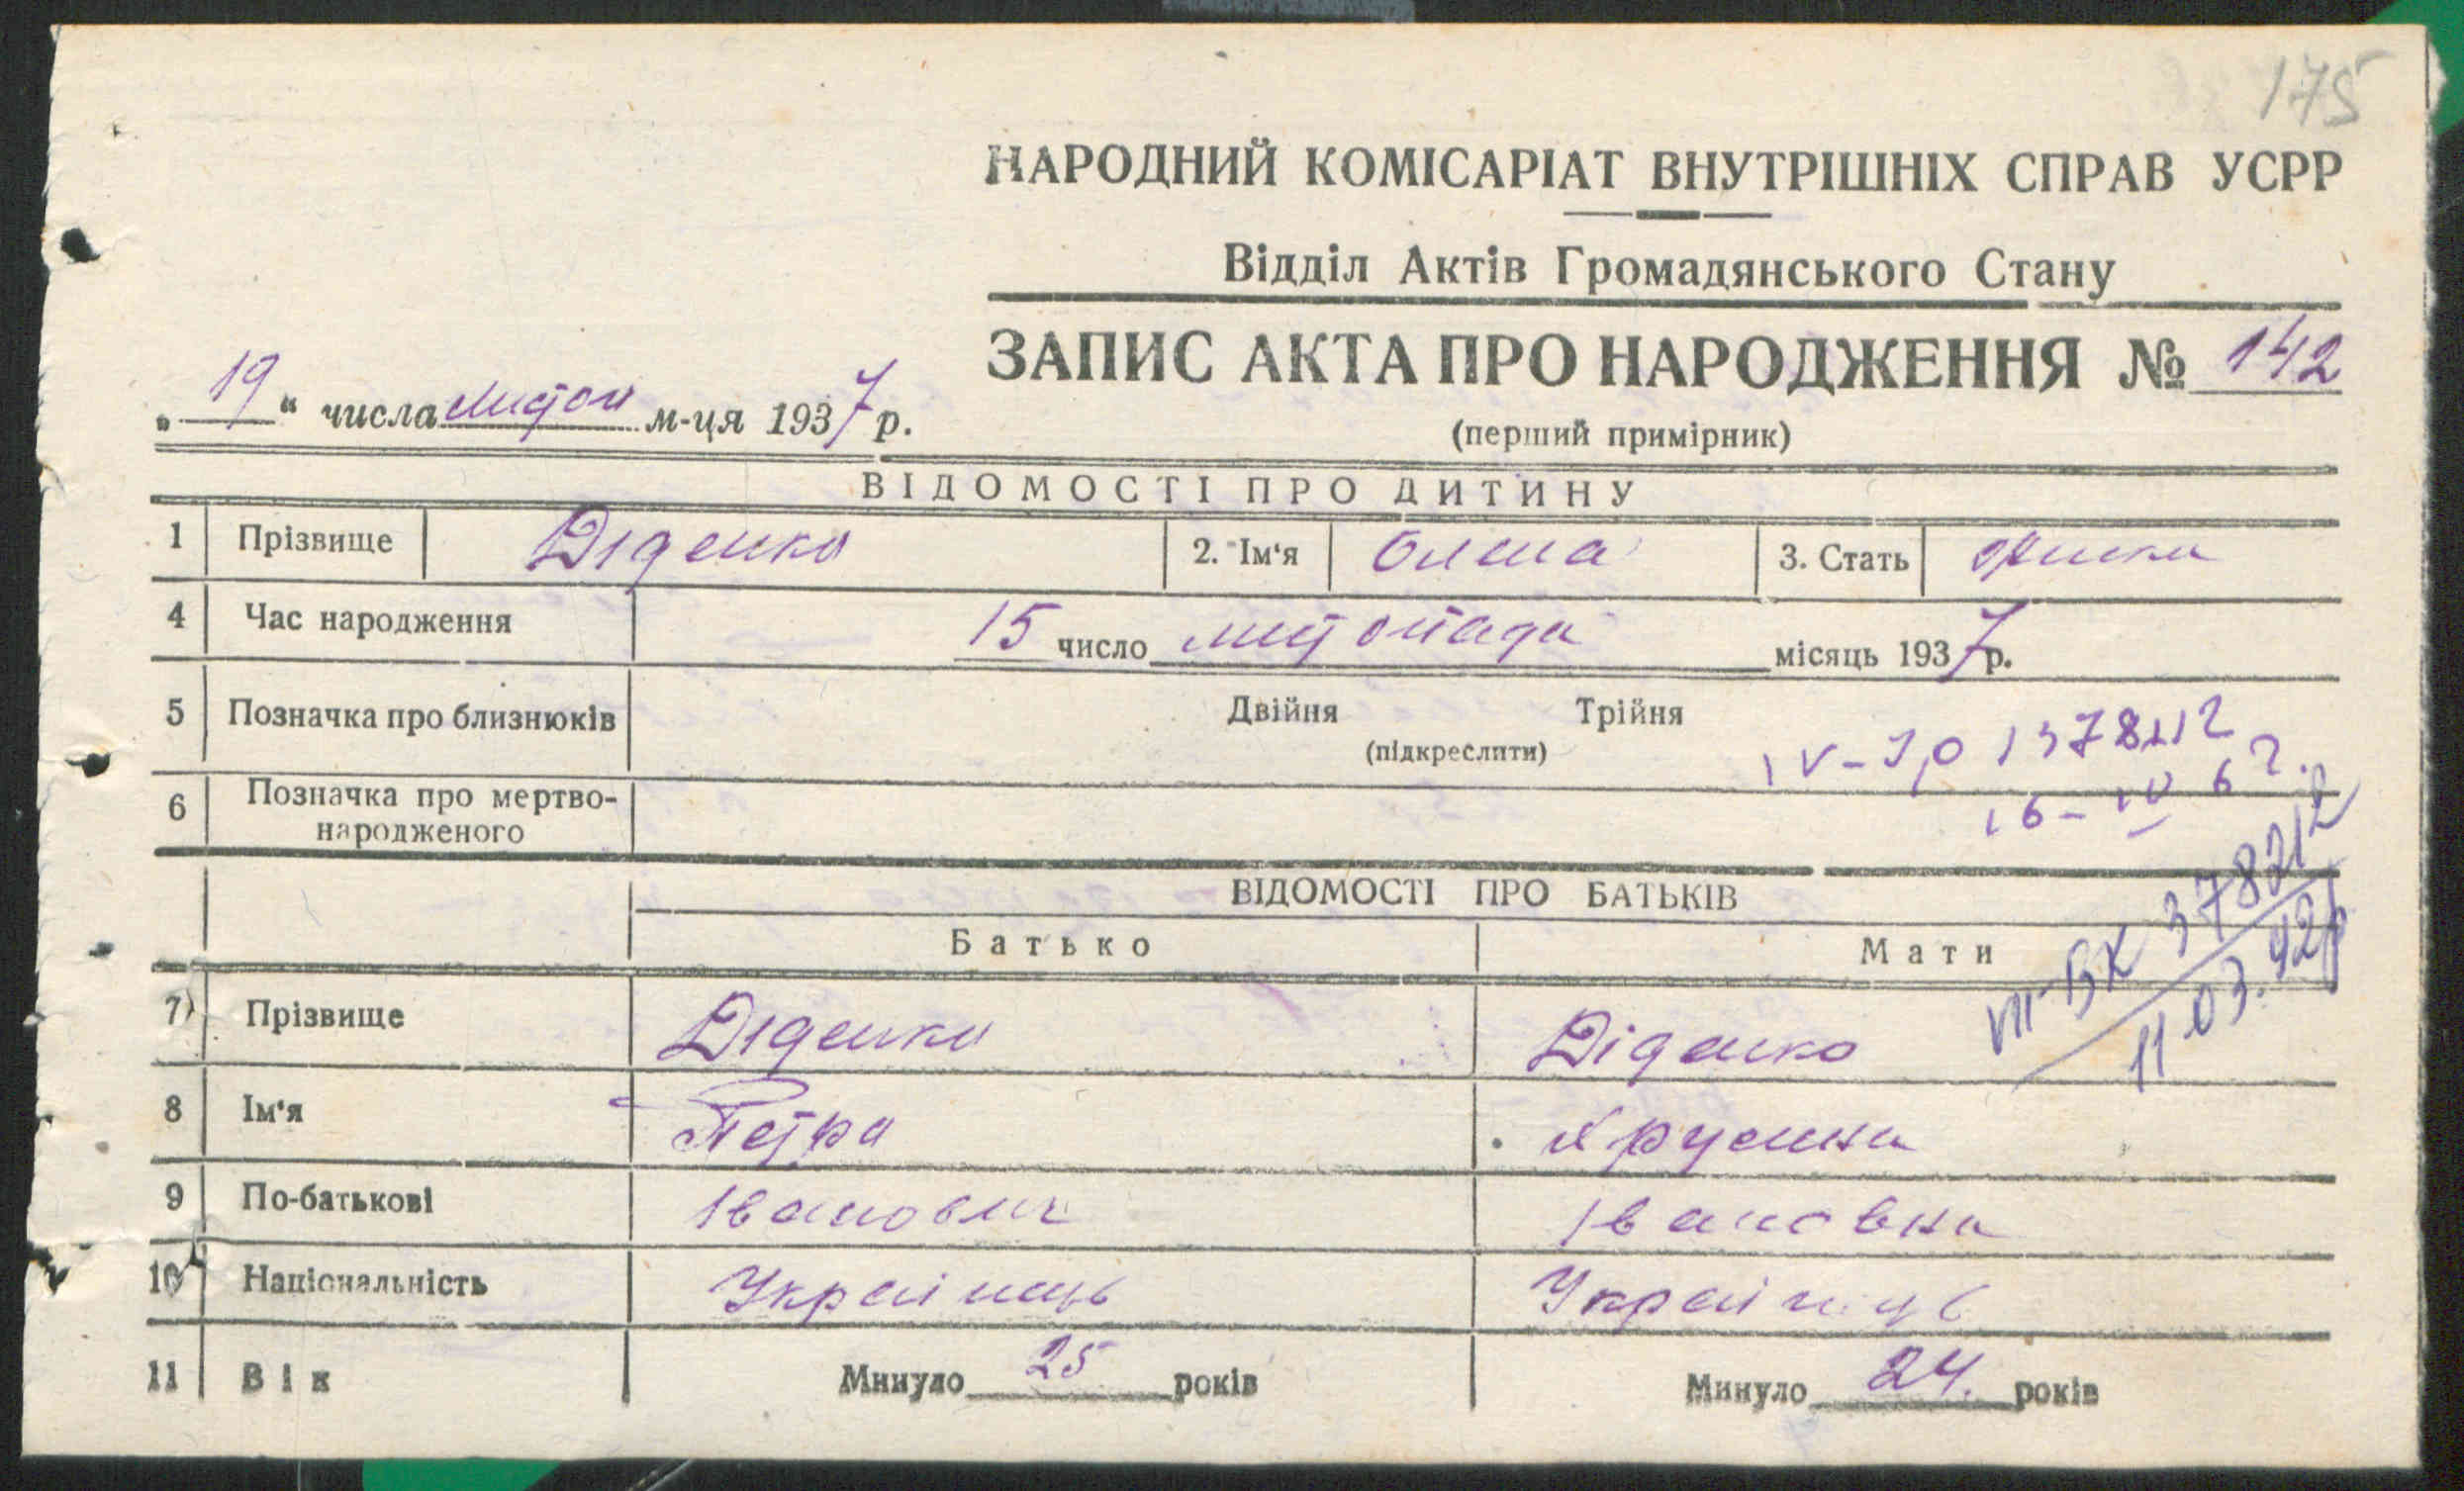 175
НАРОДНИЙ КОМІСАРІАТ ВНУТРІШНІХ СПРАВ УСРР
Відділ Актів Громадянського Стану
ЗАПИС АКТА ПРО НАРОДЖЕННЯ № 142
(перший примірник)
„ 19 “ числа листоп м-ця 1937 р.
ВІДОМОСТІ ПРО ДИТИНУ
1 Прізвище Діденко 2. Ім‘я 3. Стать
4 Час народження 15 число листопада місяць 1937 р.
5 Позначка про близнюків Двійня Трійня
(підкреслити)
6 Позначка про мертво-
народженого
ВІДОМОСТІ ПРО БАТЬКІВ
Батько Мати
11.03.92р
7 Прізвище Діденко Діденко
8 Ім‘я Петро
9 По-батькові Іванович Івановна
10 Національність Українець Українець
11 Вік Минуло 25 років Минуло 24. років